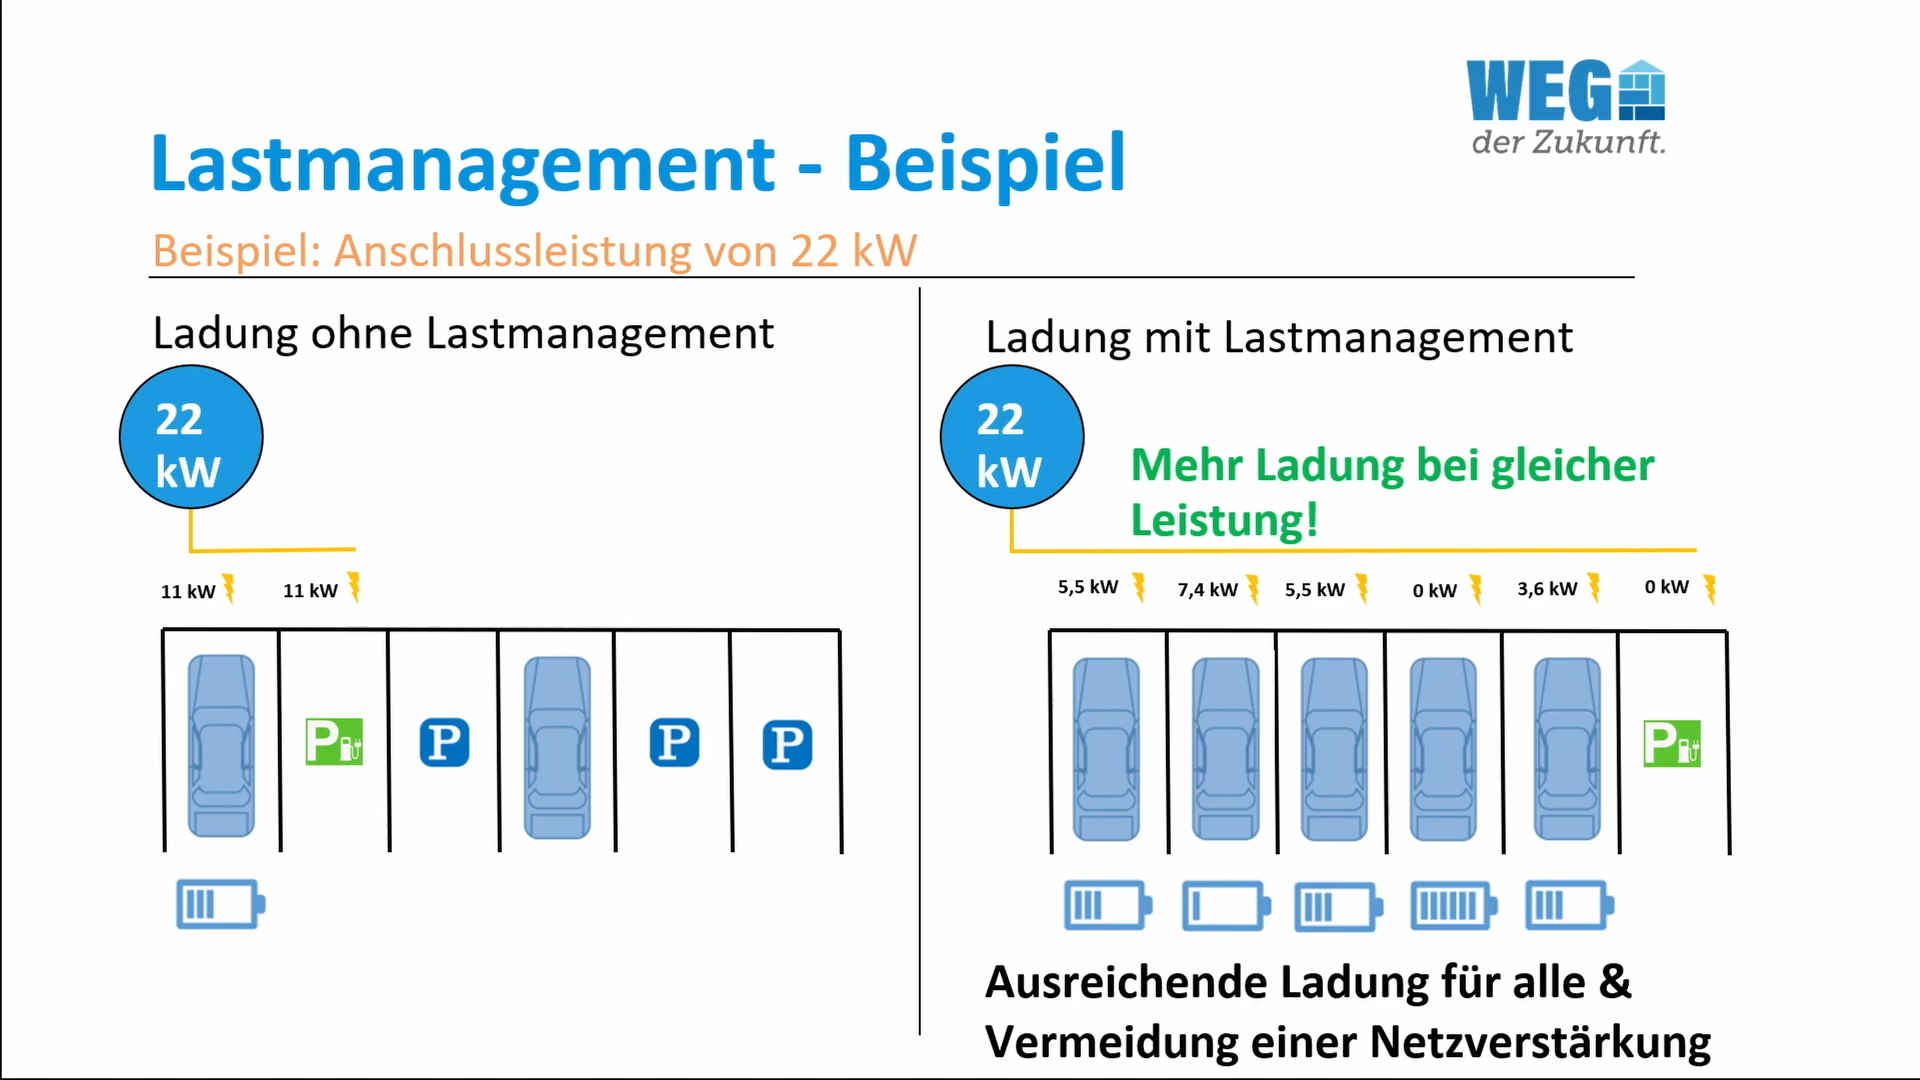 WEG
der Zukunft.
Lastmanagement - Beispiel
Beispiel: Anschlussleistung von 22 kW
Ladung ohne Lastmanagement
22
kW
11 kW
11 kW
P
P
P
P
Ladung mit Lastmanagement
22
kW
Mehr Ladung bei gleicher
Leistung!
5,5 kW
7,4 kW
5,5 kW
0 kW
3,6 kW
0 kW
P
Ausreichende Ladung für alle &
Vermeidung einer Netzverstärkung